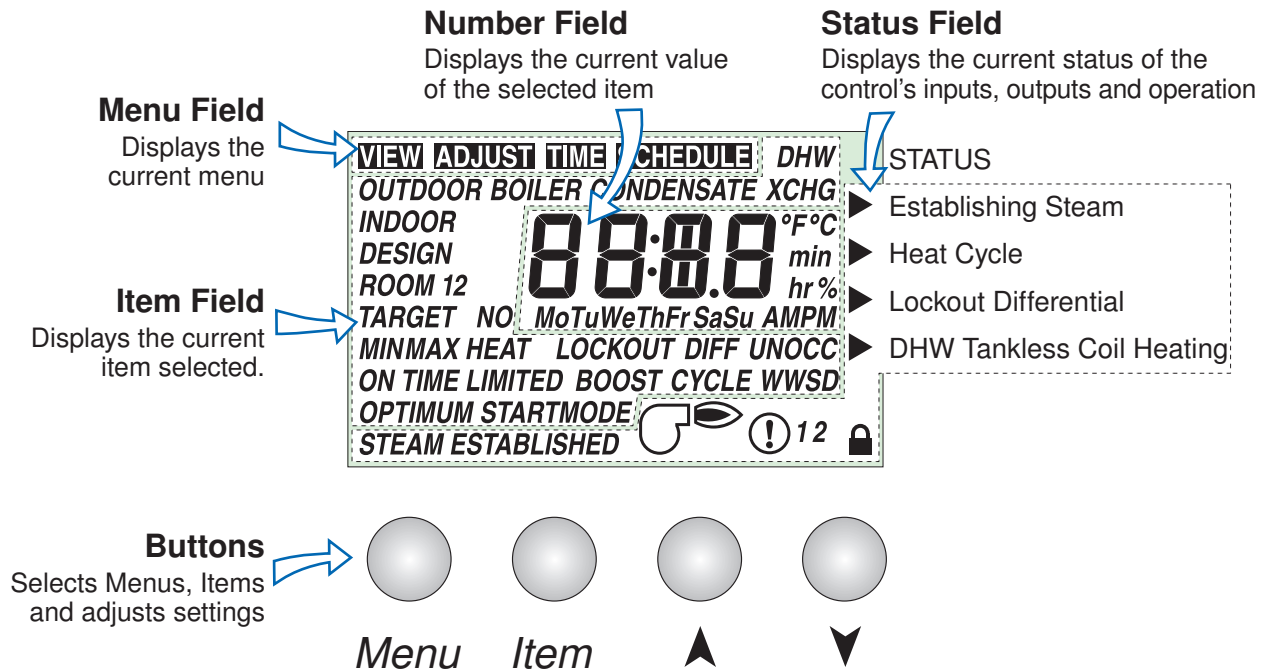 Number Field
Displays the current value
of the selected item
Status Field
Displays the current status of the
control's inputs, outputs and operation
Menu Field
Displays the
current menu
Item Field
Displays the current
item selected.
VIEW ADJUST TIME SCHEDULE DHW
OUTDOOR BOILER CONDENSATE XCHG
INDOOR
DESIGN
ROOM 12
88:88.8
°F°C
min
hr %
TARGET NO MoTuWeThFrSaSu AMPM
MINMAX HEAT LOCKOUT DIFF UNOCC
ON TIME LIMITED BOOST CYCLE WWSD
OPTIMUM STARTMODE
STEAM ESTABLISHED
! 12
STATUS
Establishing Steam
Heat Cycle
Lockout Differential
DHW Tankless Coil Heating
Buttons
Selects Menus, Items
and adjusts settings
Menu Item